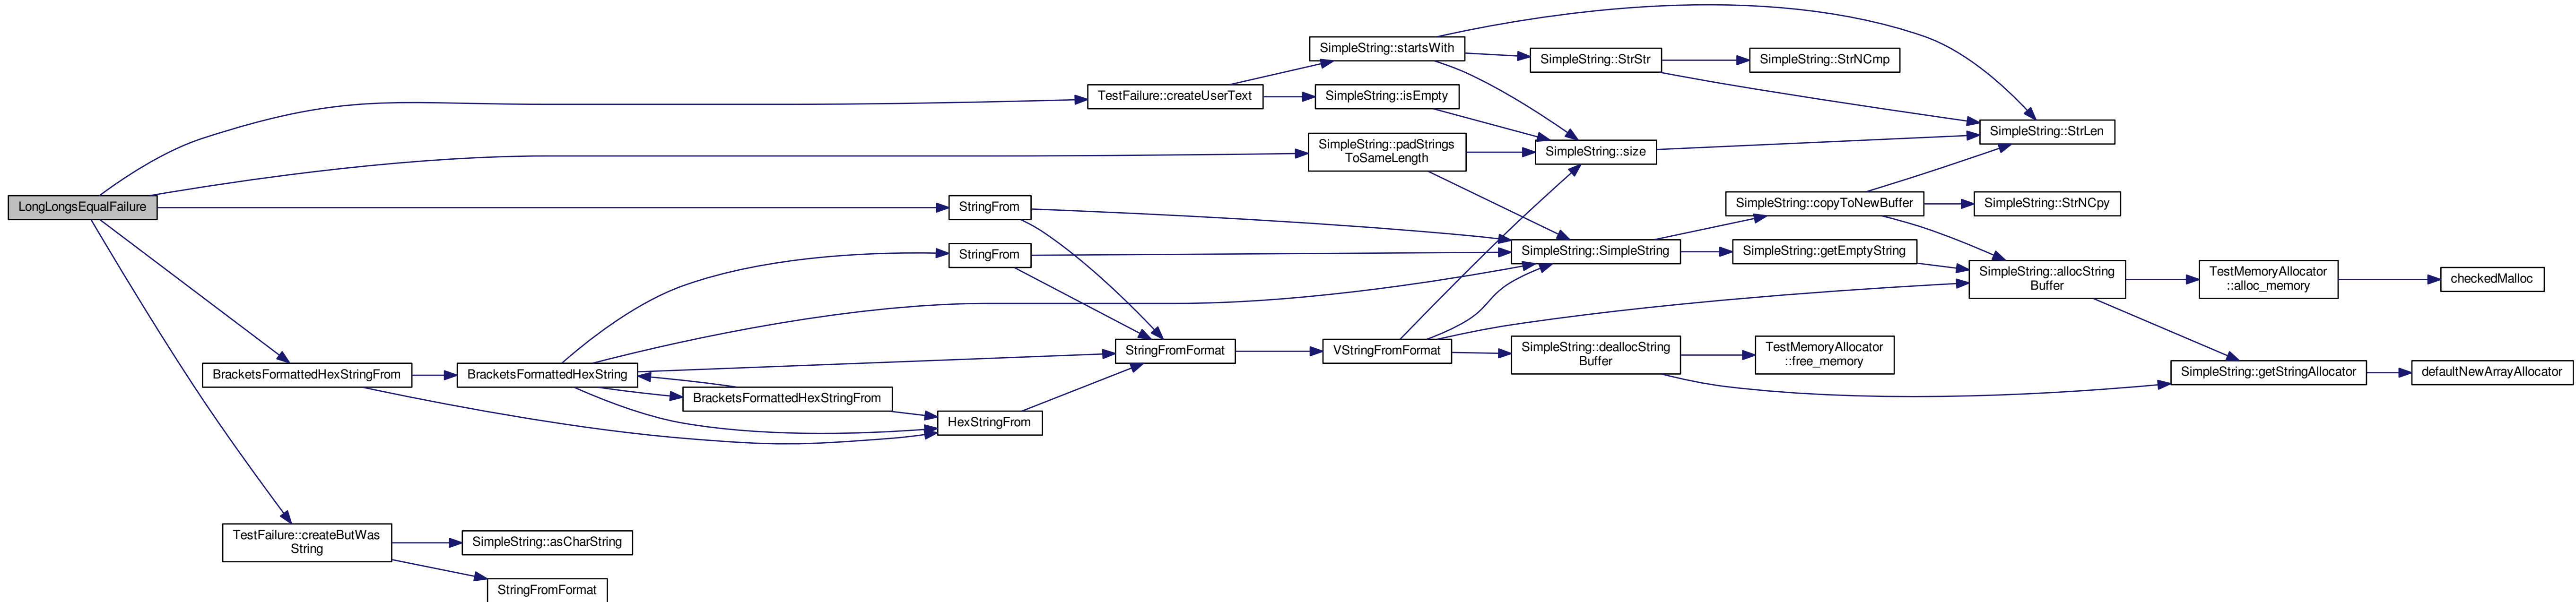 SimpleString::startsWith
SimpleString::StrStr
SimpleString::StrNCmp
TestFailure::createUserText
SimpleString::isEmpty
SimpleString::StrLen
SimpleString::padStrings
ToSameLength
SimpleString::size
LongLongsEqualFailure
StringFrom
SimpleString::copyToNewBuffer
SimpleString::StrNCpy
StringFrom
SimpleString::SimpleString
SimpleString::getEmptyString
SimpleString::allocString
Buffer
TestMemoryAllocator
::alloc_memory
checkedMalloc
StringFromFormat
VStringFromFormat
SimpleString::deallocString
Buffer
TestMemoryAllocator
::free_memory
BracketsFormattedHexStringFrom
BracketsFormattedHexString
SimpleString::getStringAllocator
defaultNewArrayAllocator
BracketsFormattedHexStringFrom
HexStringFrom
TestFailure::createButWas
String
SimpleString::asCharString
StringFromFormat